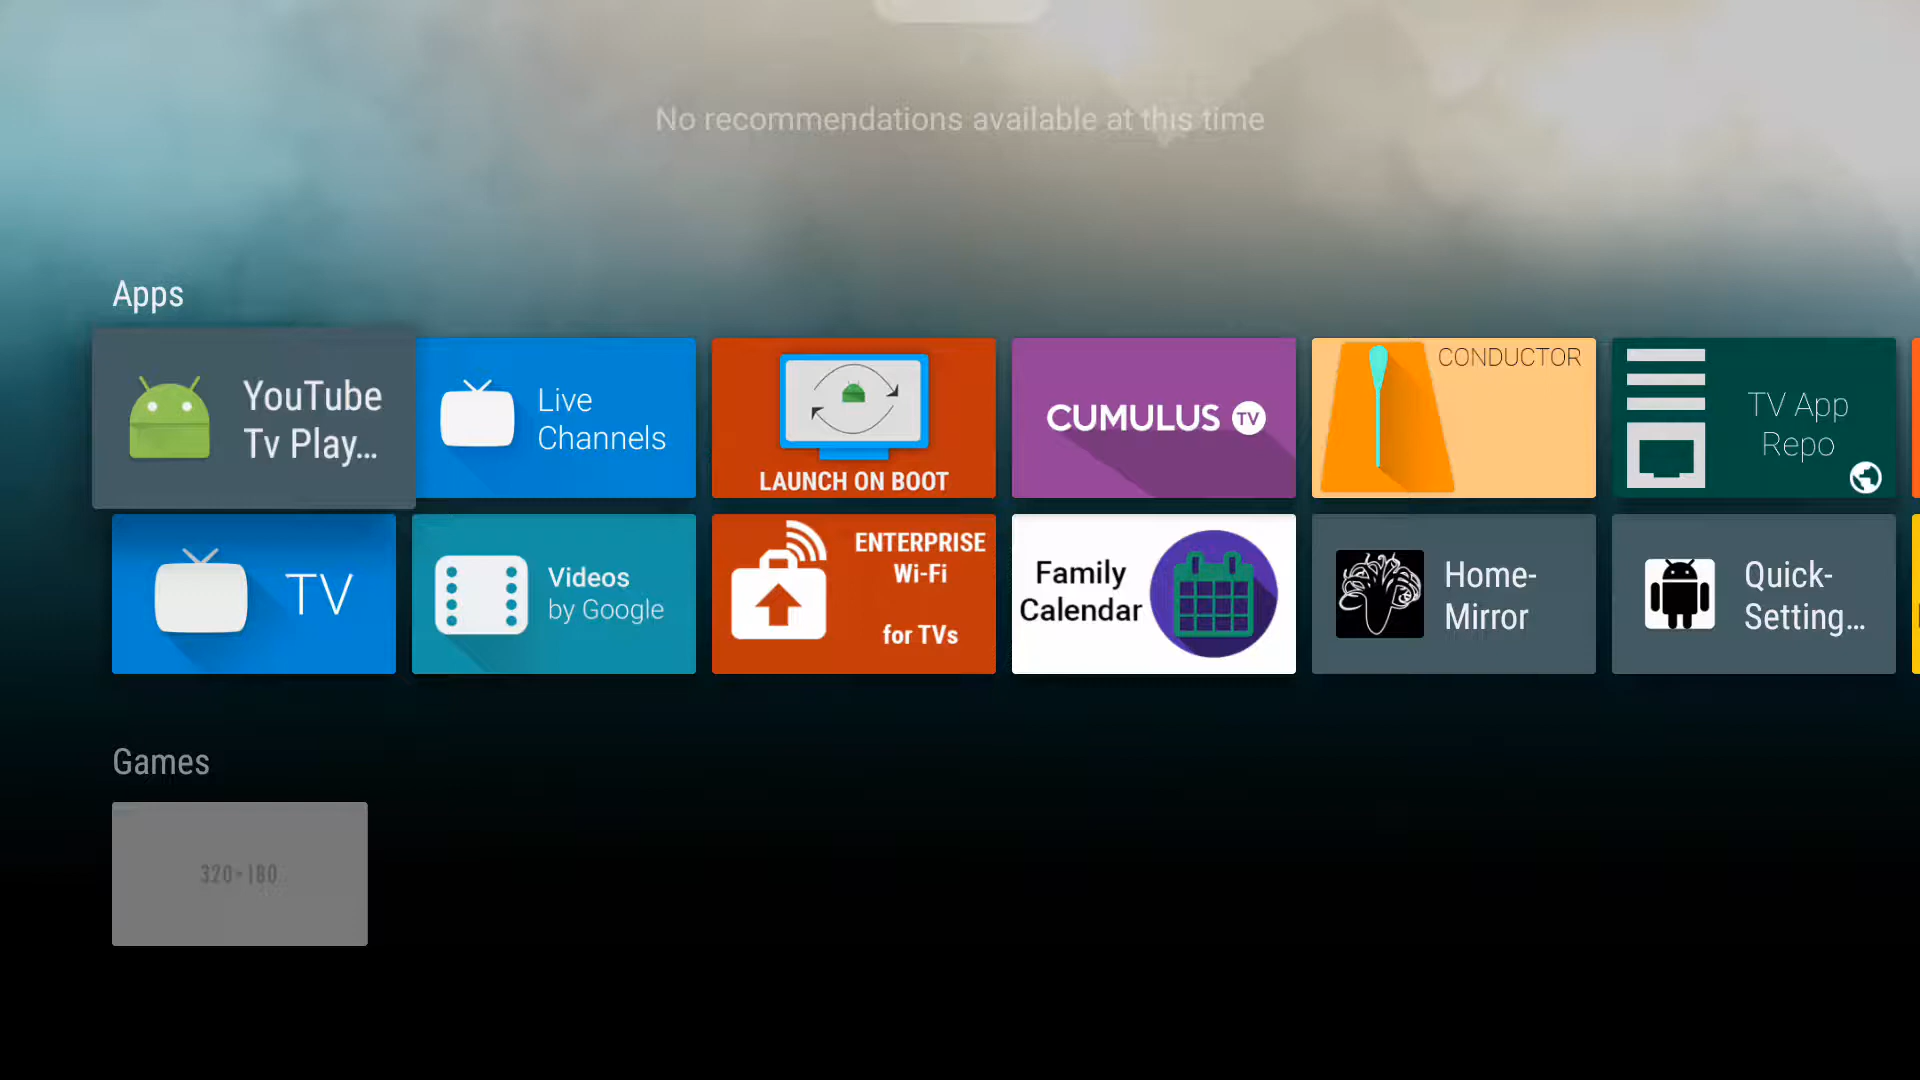 No recommendations available at this time
Apps
YouTube
Tv Play...
Live
Channels
LAUNCH ON BOOT
CUMULUS TV
CONDUCTOR
TV App
Repo
TV
Videos
by Google
ENTERPRISE
Wi-Fi
for TVs
Family
Calendar
Home-
Mirror
Quick-
Setting...
Games
320×180